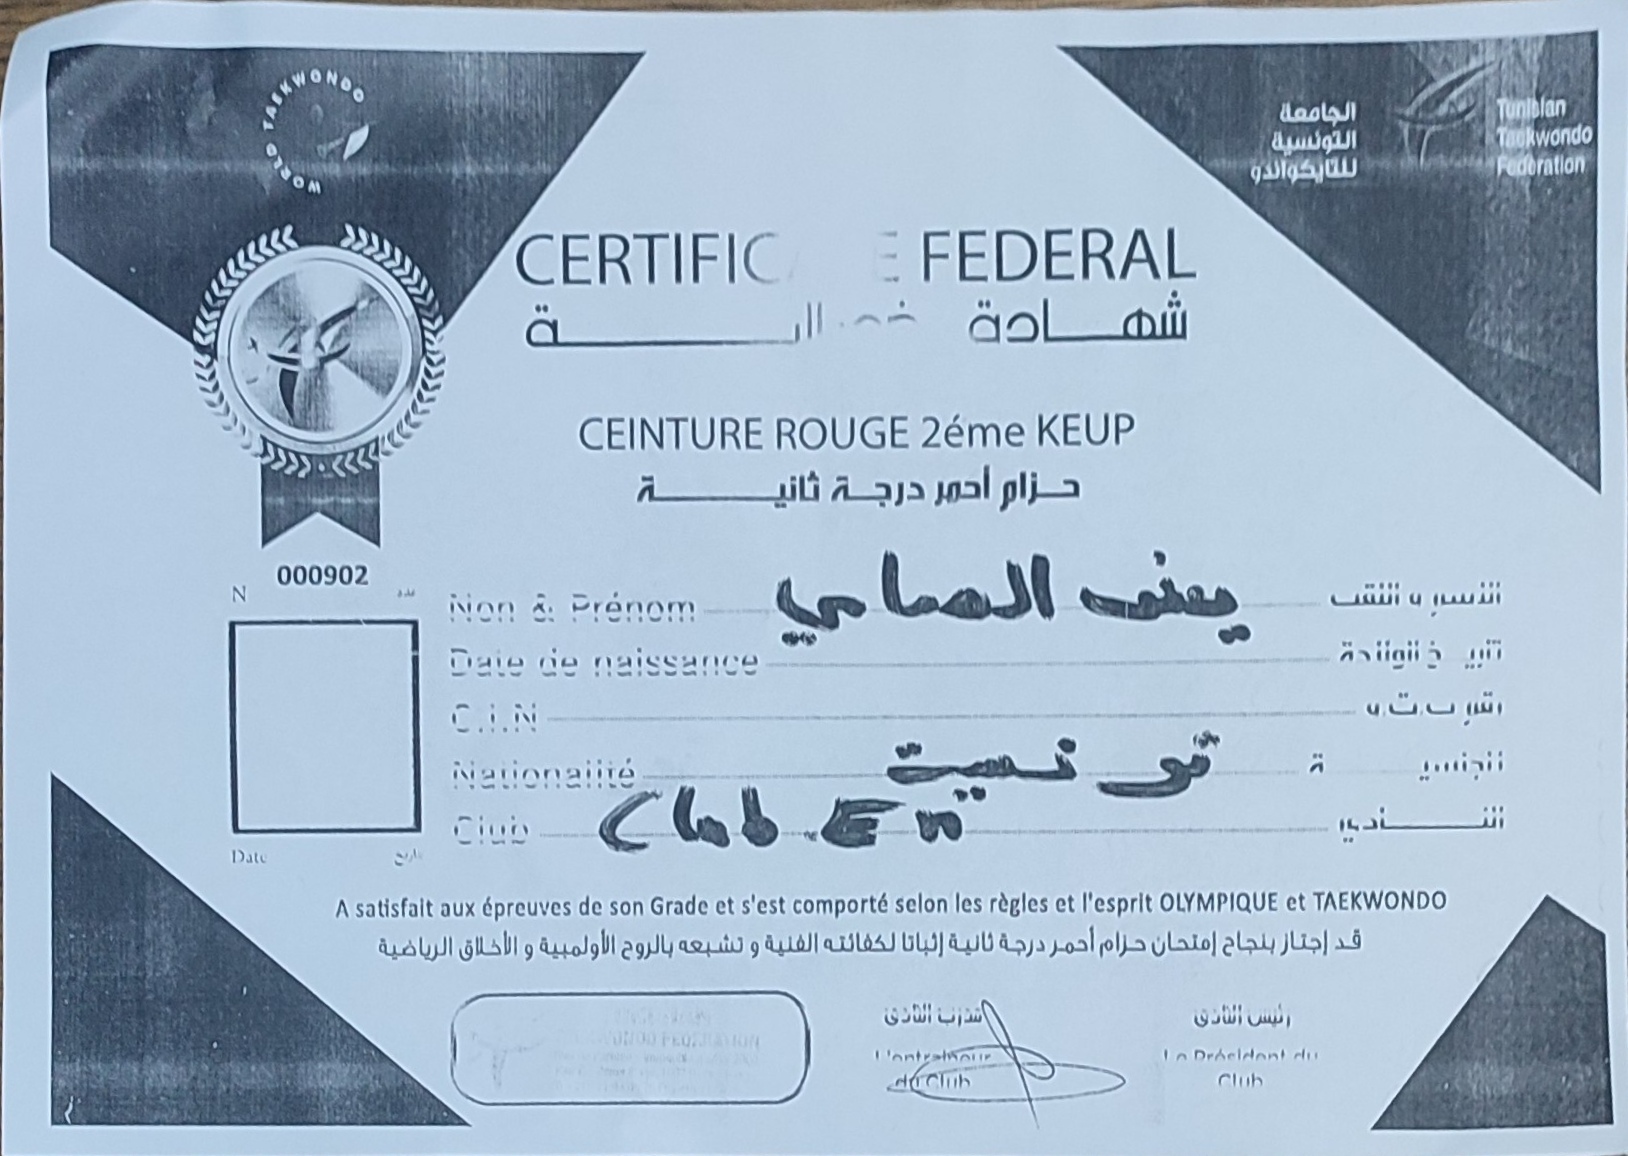 WORLD TAEKWONDO
الجامعة
التونسية
للتايكواندو
Tunisian
Taekwondo
Federation
CERTIFIC E FEDERAL
شهادة
CEINTURE ROUGE 2éme KEUP
حزام أحمر درجة ثانية
000902
N عدد
Non & Prénom الاسم و اللقب
Date de naissance تاريخ الولادة
C.I.N رقم ب.ت.و
Nationalité تونسية الجنسية
Club Club النادي
Date تاريخ
A satisfait aux épreuves de son Grade et s'est comporté selon les règles et l'esprit OLYMPIQUE et TAEKWONDO
قد إجتاز بنجاح إمتحان حزام أحمر درجة ثانية إثباتا لكفائته الفنية و تشبعه بالروح الأولمبية و الأخلاق الرياضية
مدرب النادي
L'entraîneur
du Club
رئيس النادي
Le Président du
Club